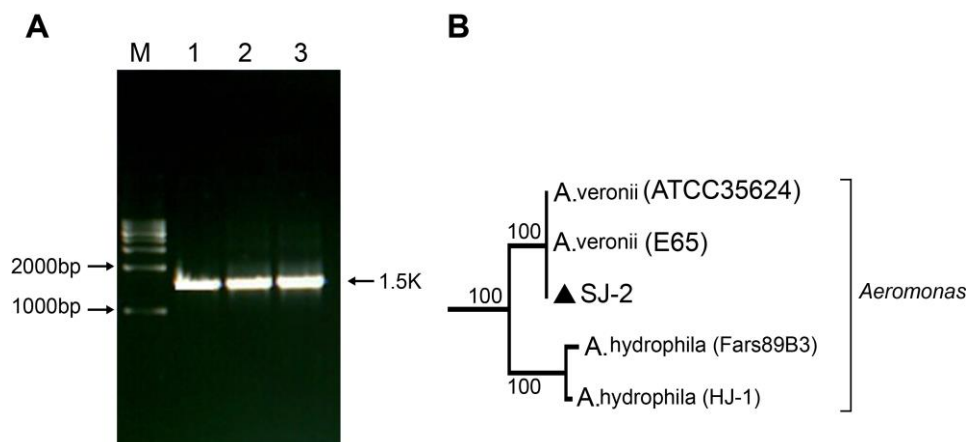 A
M 1 2 3
2000bp
1000bp
1.5K
B
A.veronii (ATCC35624)
100
A.veronii (E65)
SJ-2
100
Aeromonas
A.hydrophila (Fars89B3)
100
A.hydrophila (HJ-1)